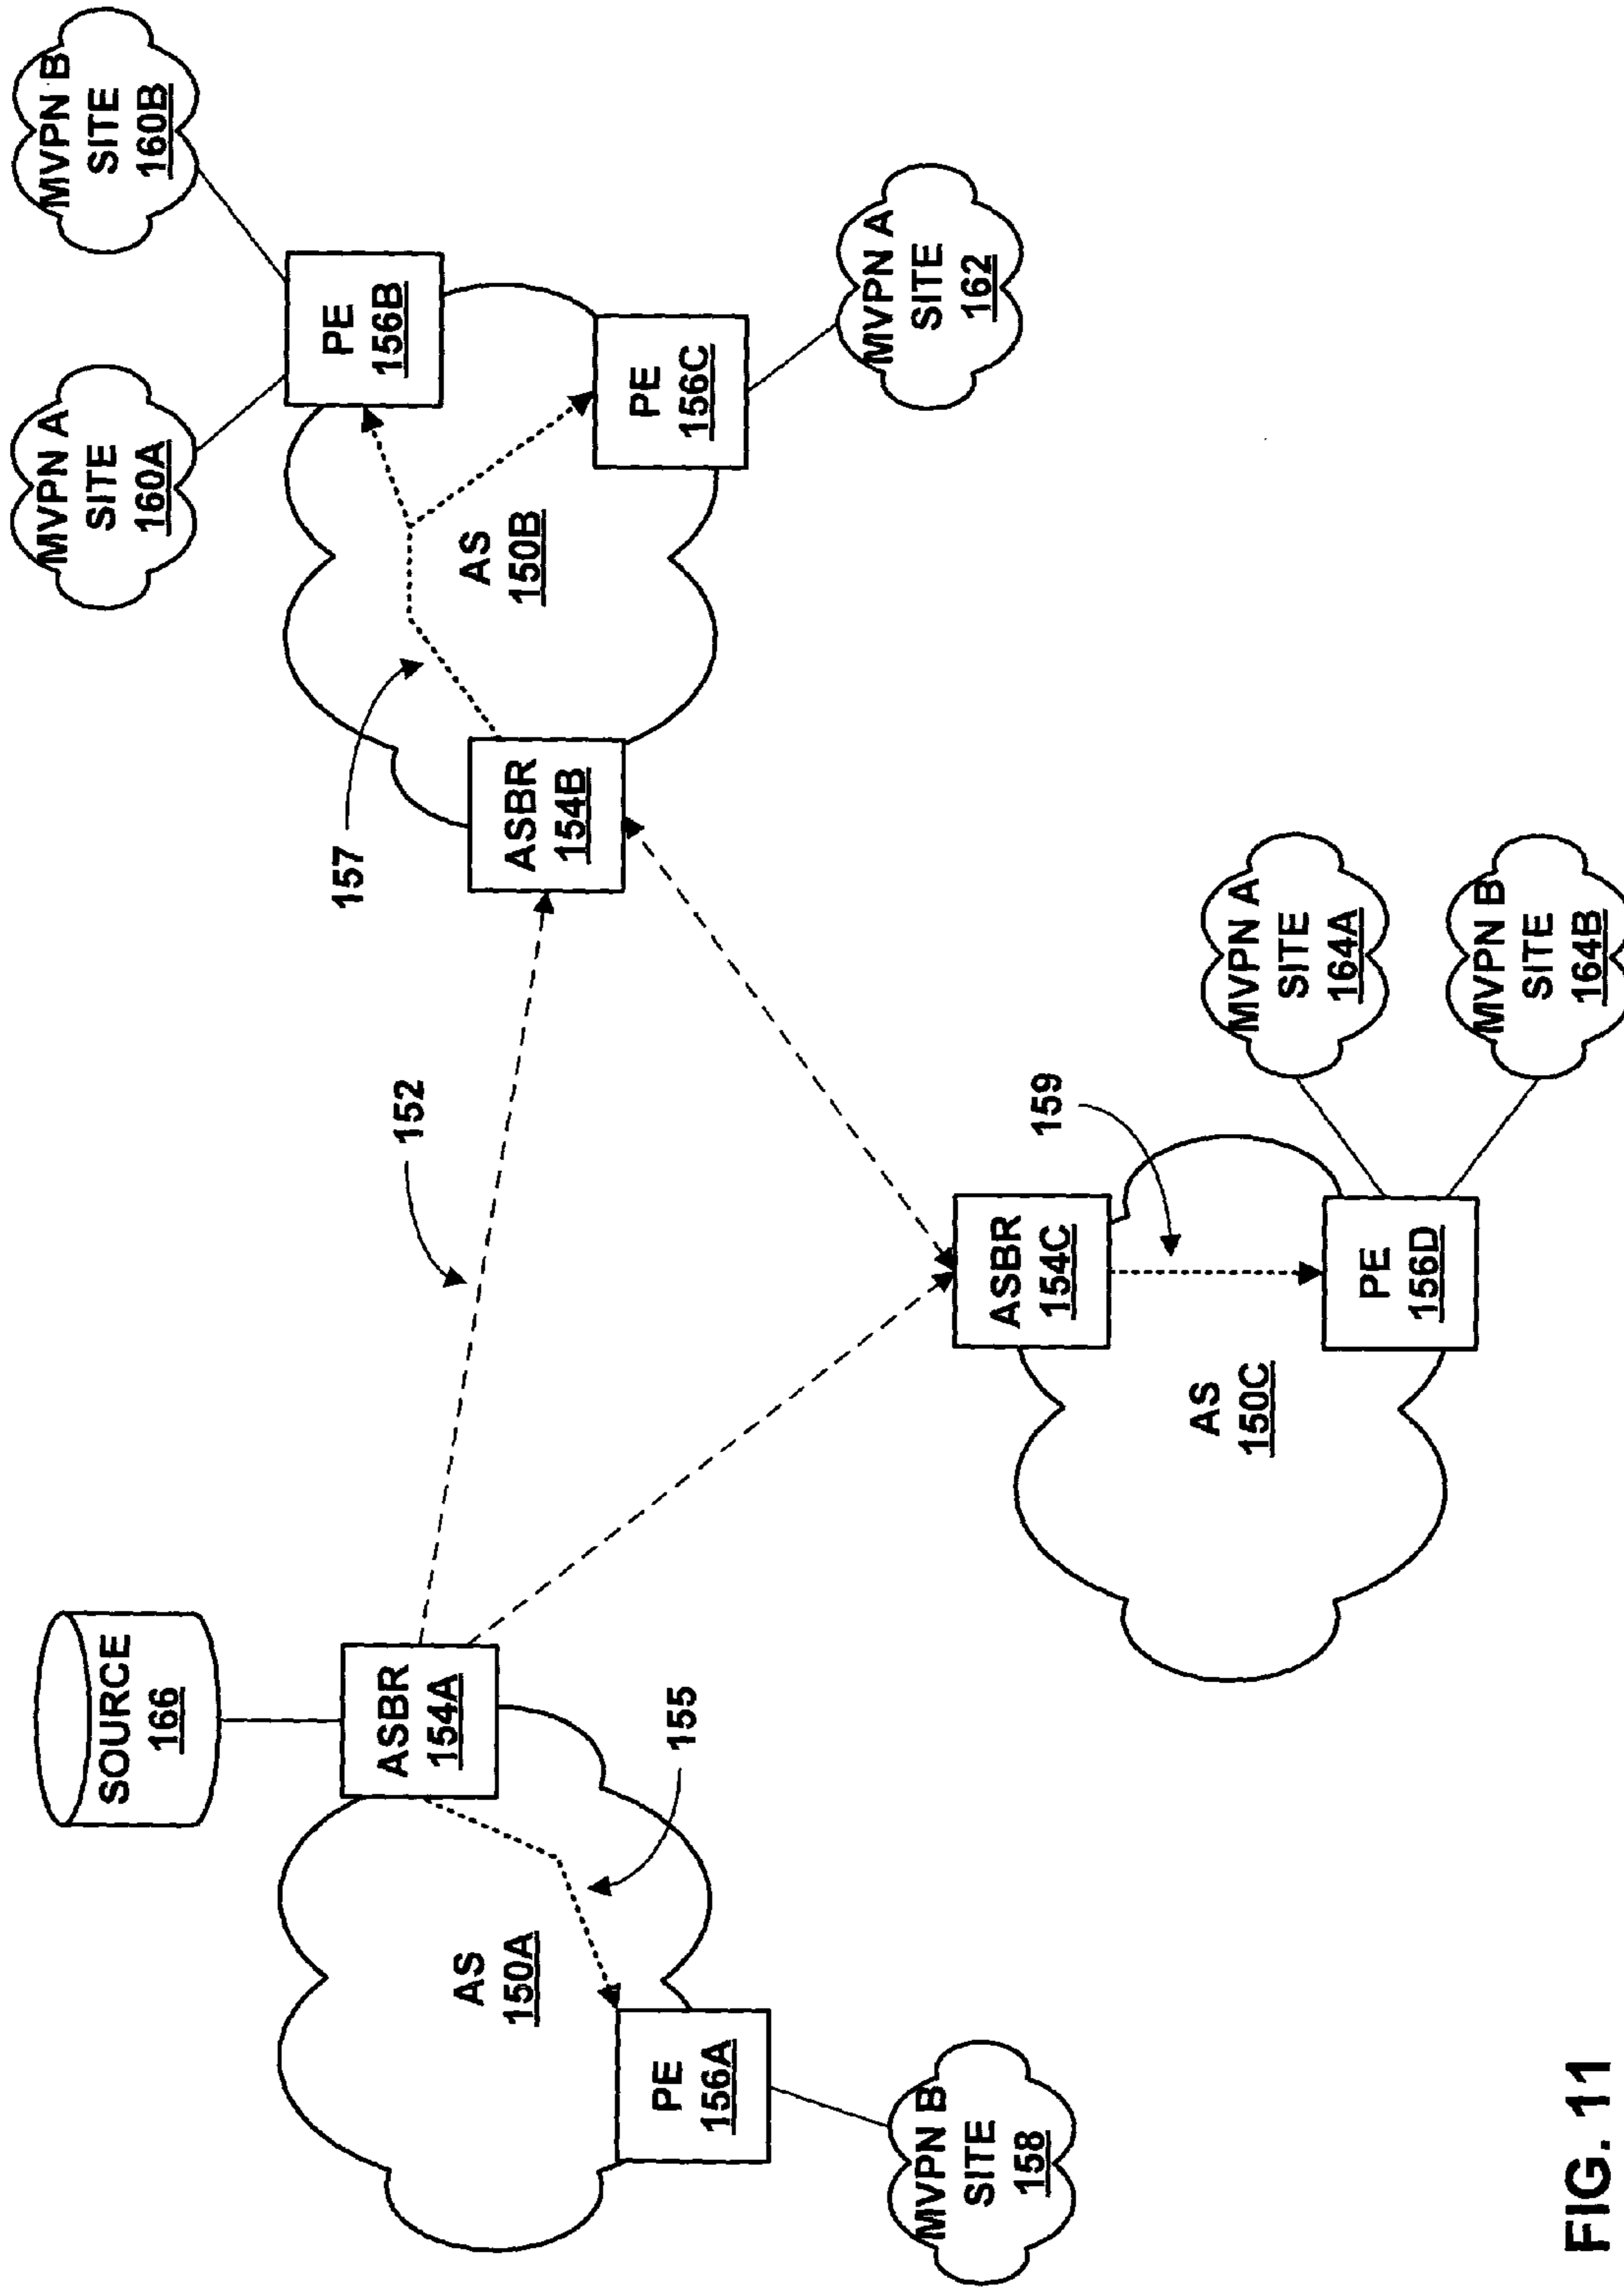 SOURCE
166
ASBR
154A
155
AS
150A
PE
156A
MVPN B
SITE
158
152
157
ASBR
154B
AS
150B
PE
156B
PE
156C
MVPN A
SITE
160A
MVPN B
SITE
160B
MVPN A
SITE
162
ASBR
154C
159
AS
150C
PE
156D
MVPN A
SITE
164A
MVPN B
SITE
164B
FIG. 11